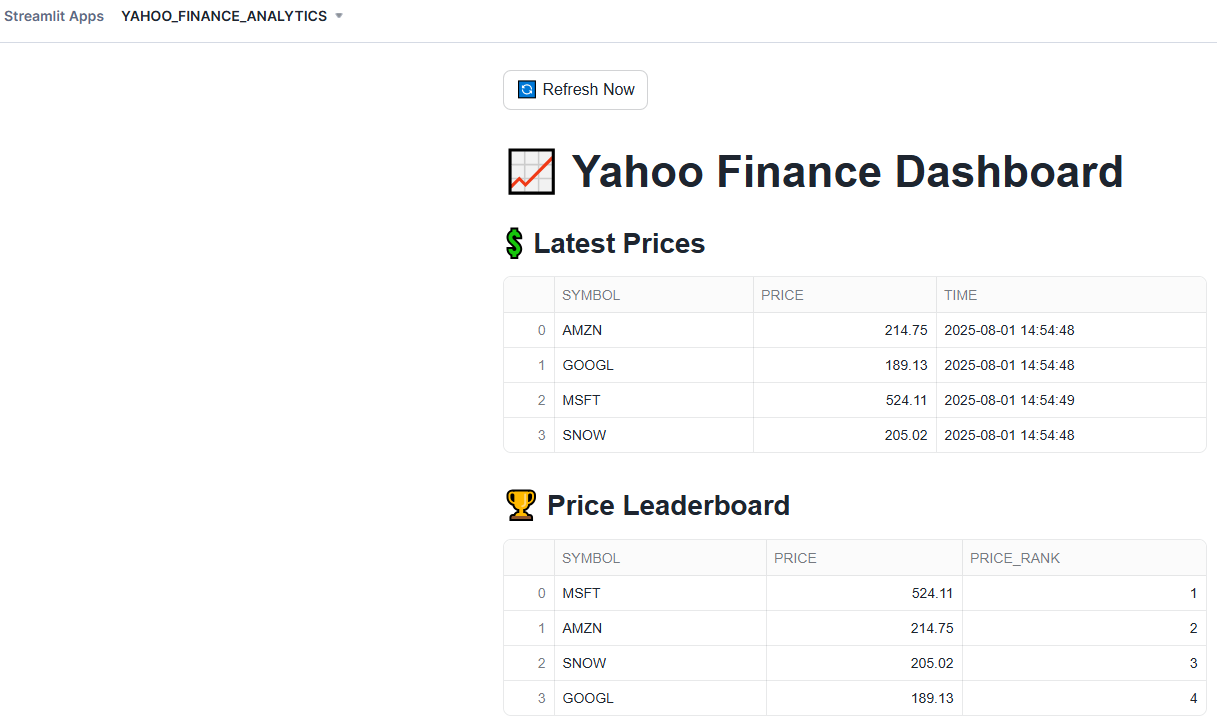 Streamlit Apps YAHOO_FINANCE_ANALYTICS
Refresh Now
Yahoo Finance Dashboard
Latest Prices
SYMBOL PRICE TIME
0 AMZN 214.75 2025-08-01 14:54:48
1 GOOGL 189.13 2025-08-01 14:54:48
2 MSFT 524.11 2025-08-01 14:54:49
3 SNOW 205.02 2025-08-01 14:54:48
Price Leaderboard
SYMBOL PRICE PRICE_RANK
0 MSFT 524.11 1
1 AMZN 214.75 2
2 SNOW 205.02 3
3 GOOGL 189.13 4